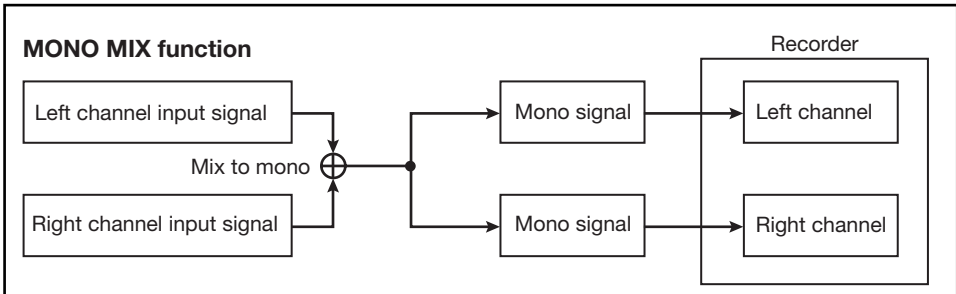 MONO MIX function
Recorder
Left channel input signal
Mono signal
Left channel
Mix to mono
Right channel input signal
Mono signal
Right channel